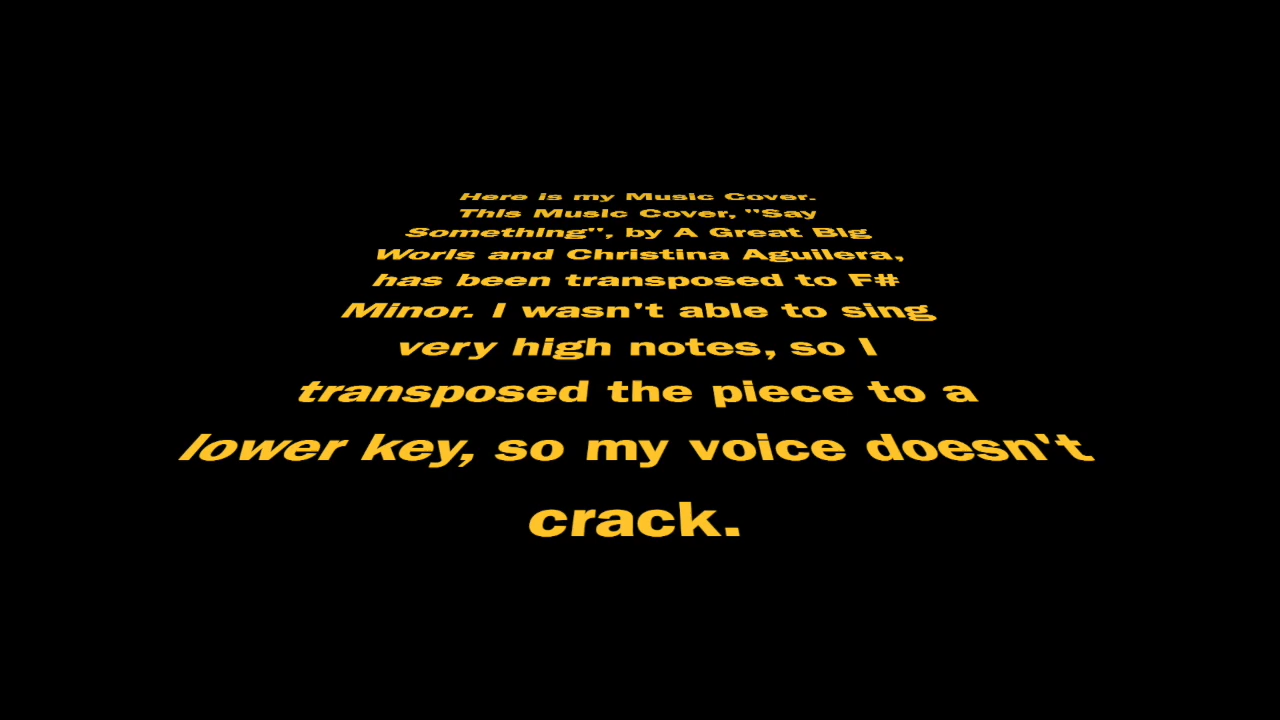 Here is my Music Cover.
This Music Cover, "Say
Something", by A Great Big
Worls and Christina Aguilera,
has been transposed to F#
Minor. I wasn't able to sing
very high notes, so I
transposed the piece to a
lower key, so my voice doesn't
crack.